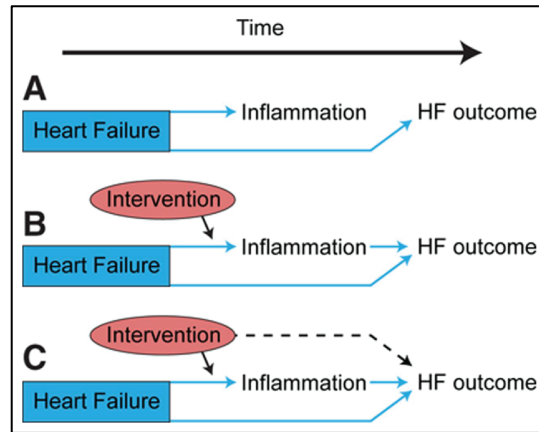 Time
A
Inflammation HF outcome
Heart Failure
Intervention
B
Inflammation HF outcome
Heart Failure
Intervention
C
Inflammation HF outcome
Heart Failure